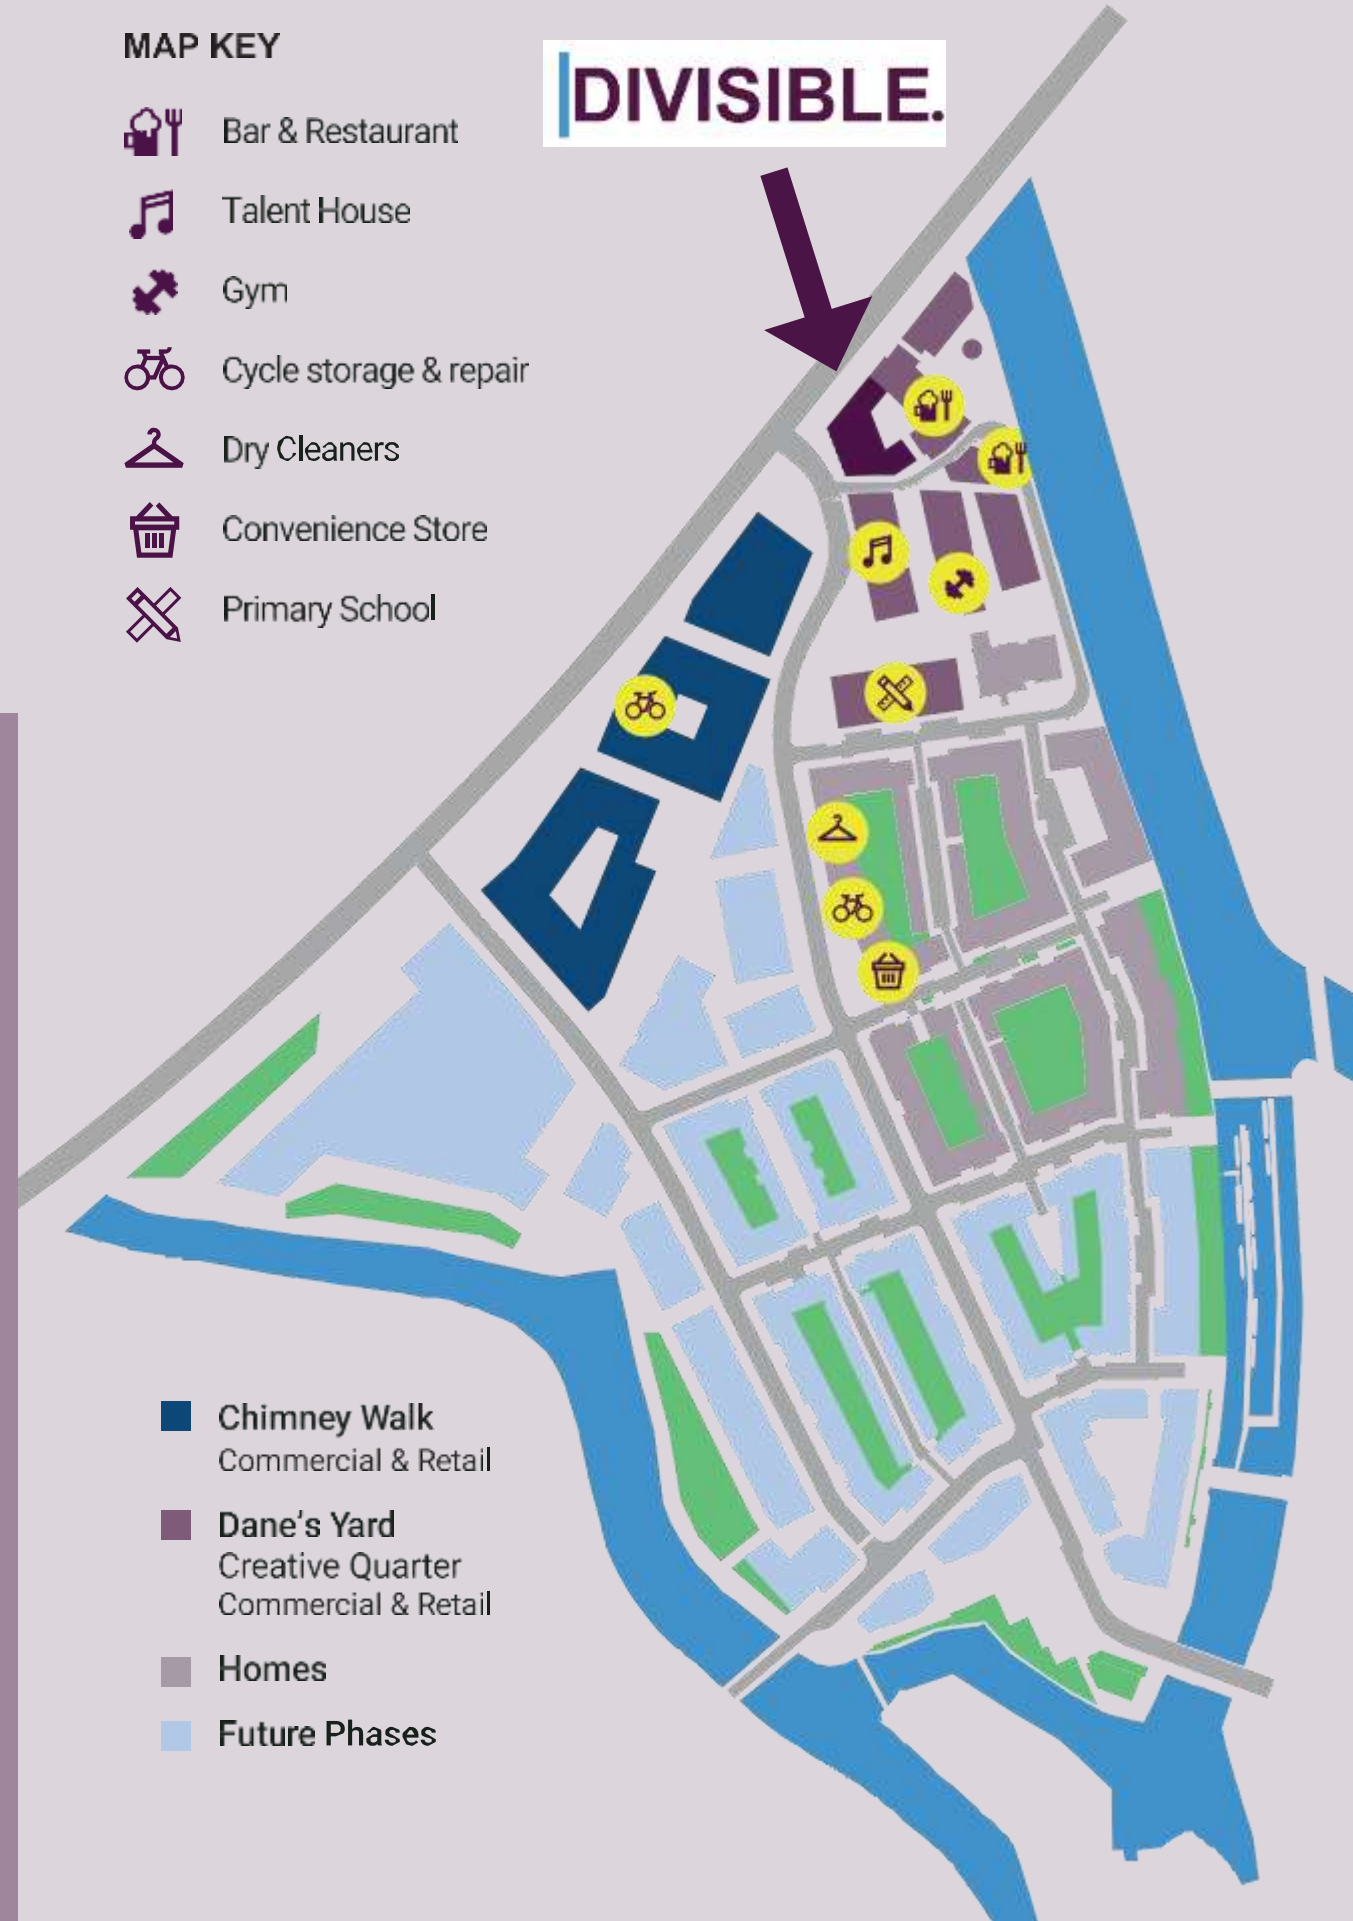 MAP KEY
DIVISIBLE.
Bar & Restaurant
Talent House
Gym
Cycle storage & repair
Dry Cleaners
Convenience Store
Primary School
Chimney Walk
Commercial & Retail
Dane's Yard
Creative Quarter
Commercial & Retail
Homes
Future Phases